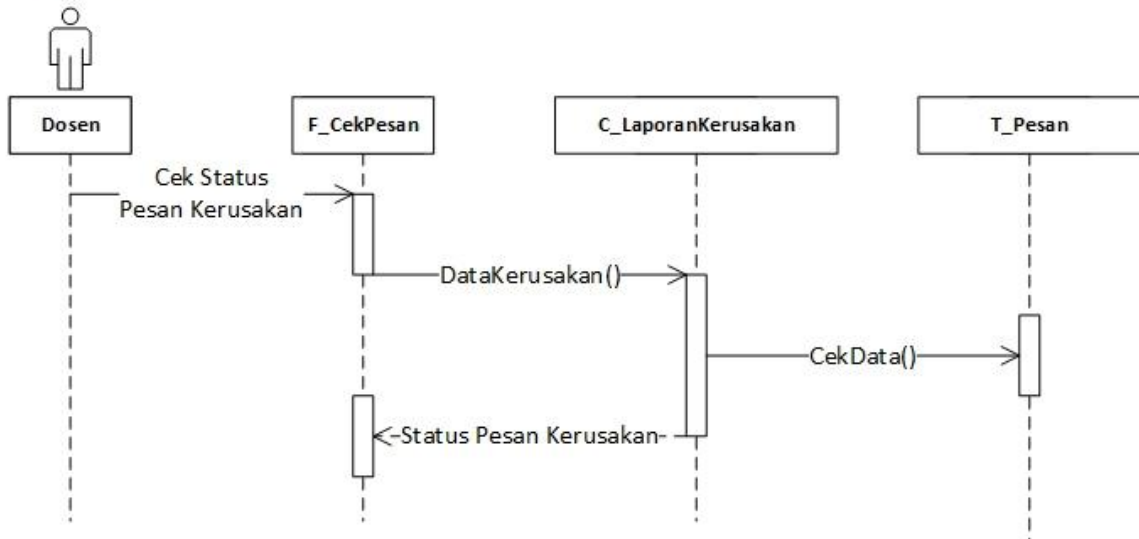 Dosen
F_CekPesan
C_LaporanKerusakan
T_Pesan
Cek Status
Pesan Kerusakan
DataKerusakan()
CekData()
Status Pesan Kerusakan